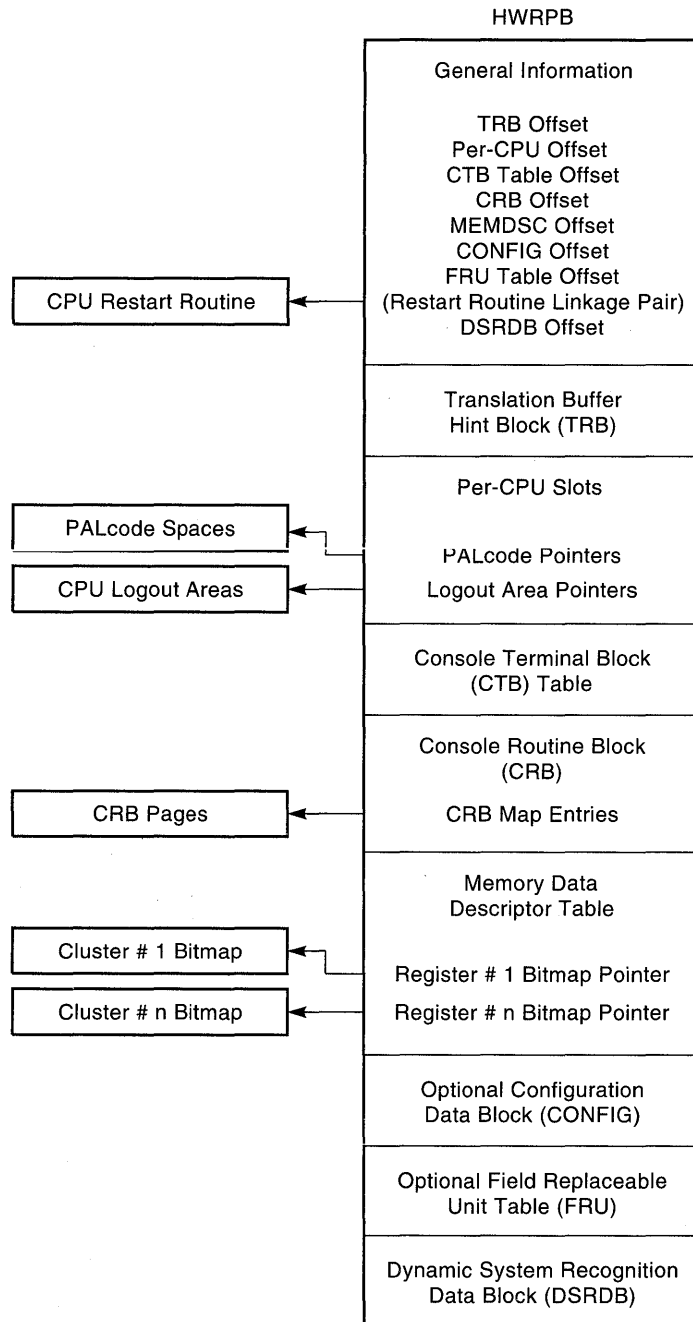 HWRPB
General Information
TRB Offset
Per-CPU Offset
CTB Table Offset
CRB Offset
MEMDSC Offset
CONFIG Offset
FRU Table Offset
CPU Restart Routine
(Restart Routine Linkage Pair)
DSRDB Offset
Translation Buffer
Hint Block (TRB)
Per-CPU Slots
PALcode Spaces
PALcode Pointers
CPU Logout Areas
Logout Area Pointers
Console Terminal Block
(CTB) Table
Console Routine Block
(CRB)
CRB Pages
CRB Map Entries
Memory Data
Descriptor Table
Cluster # 1 Bitmap
Register # 1 Bitmap Pointer
Cluster # n Bitmap
Register # n Bitmap Pointer
Optional Configuration
Data Block (CONFIG)
Optional Field Replaceable
Unit Table (FRU)
Dynamic System Recognition
Data Block (DSRDB)